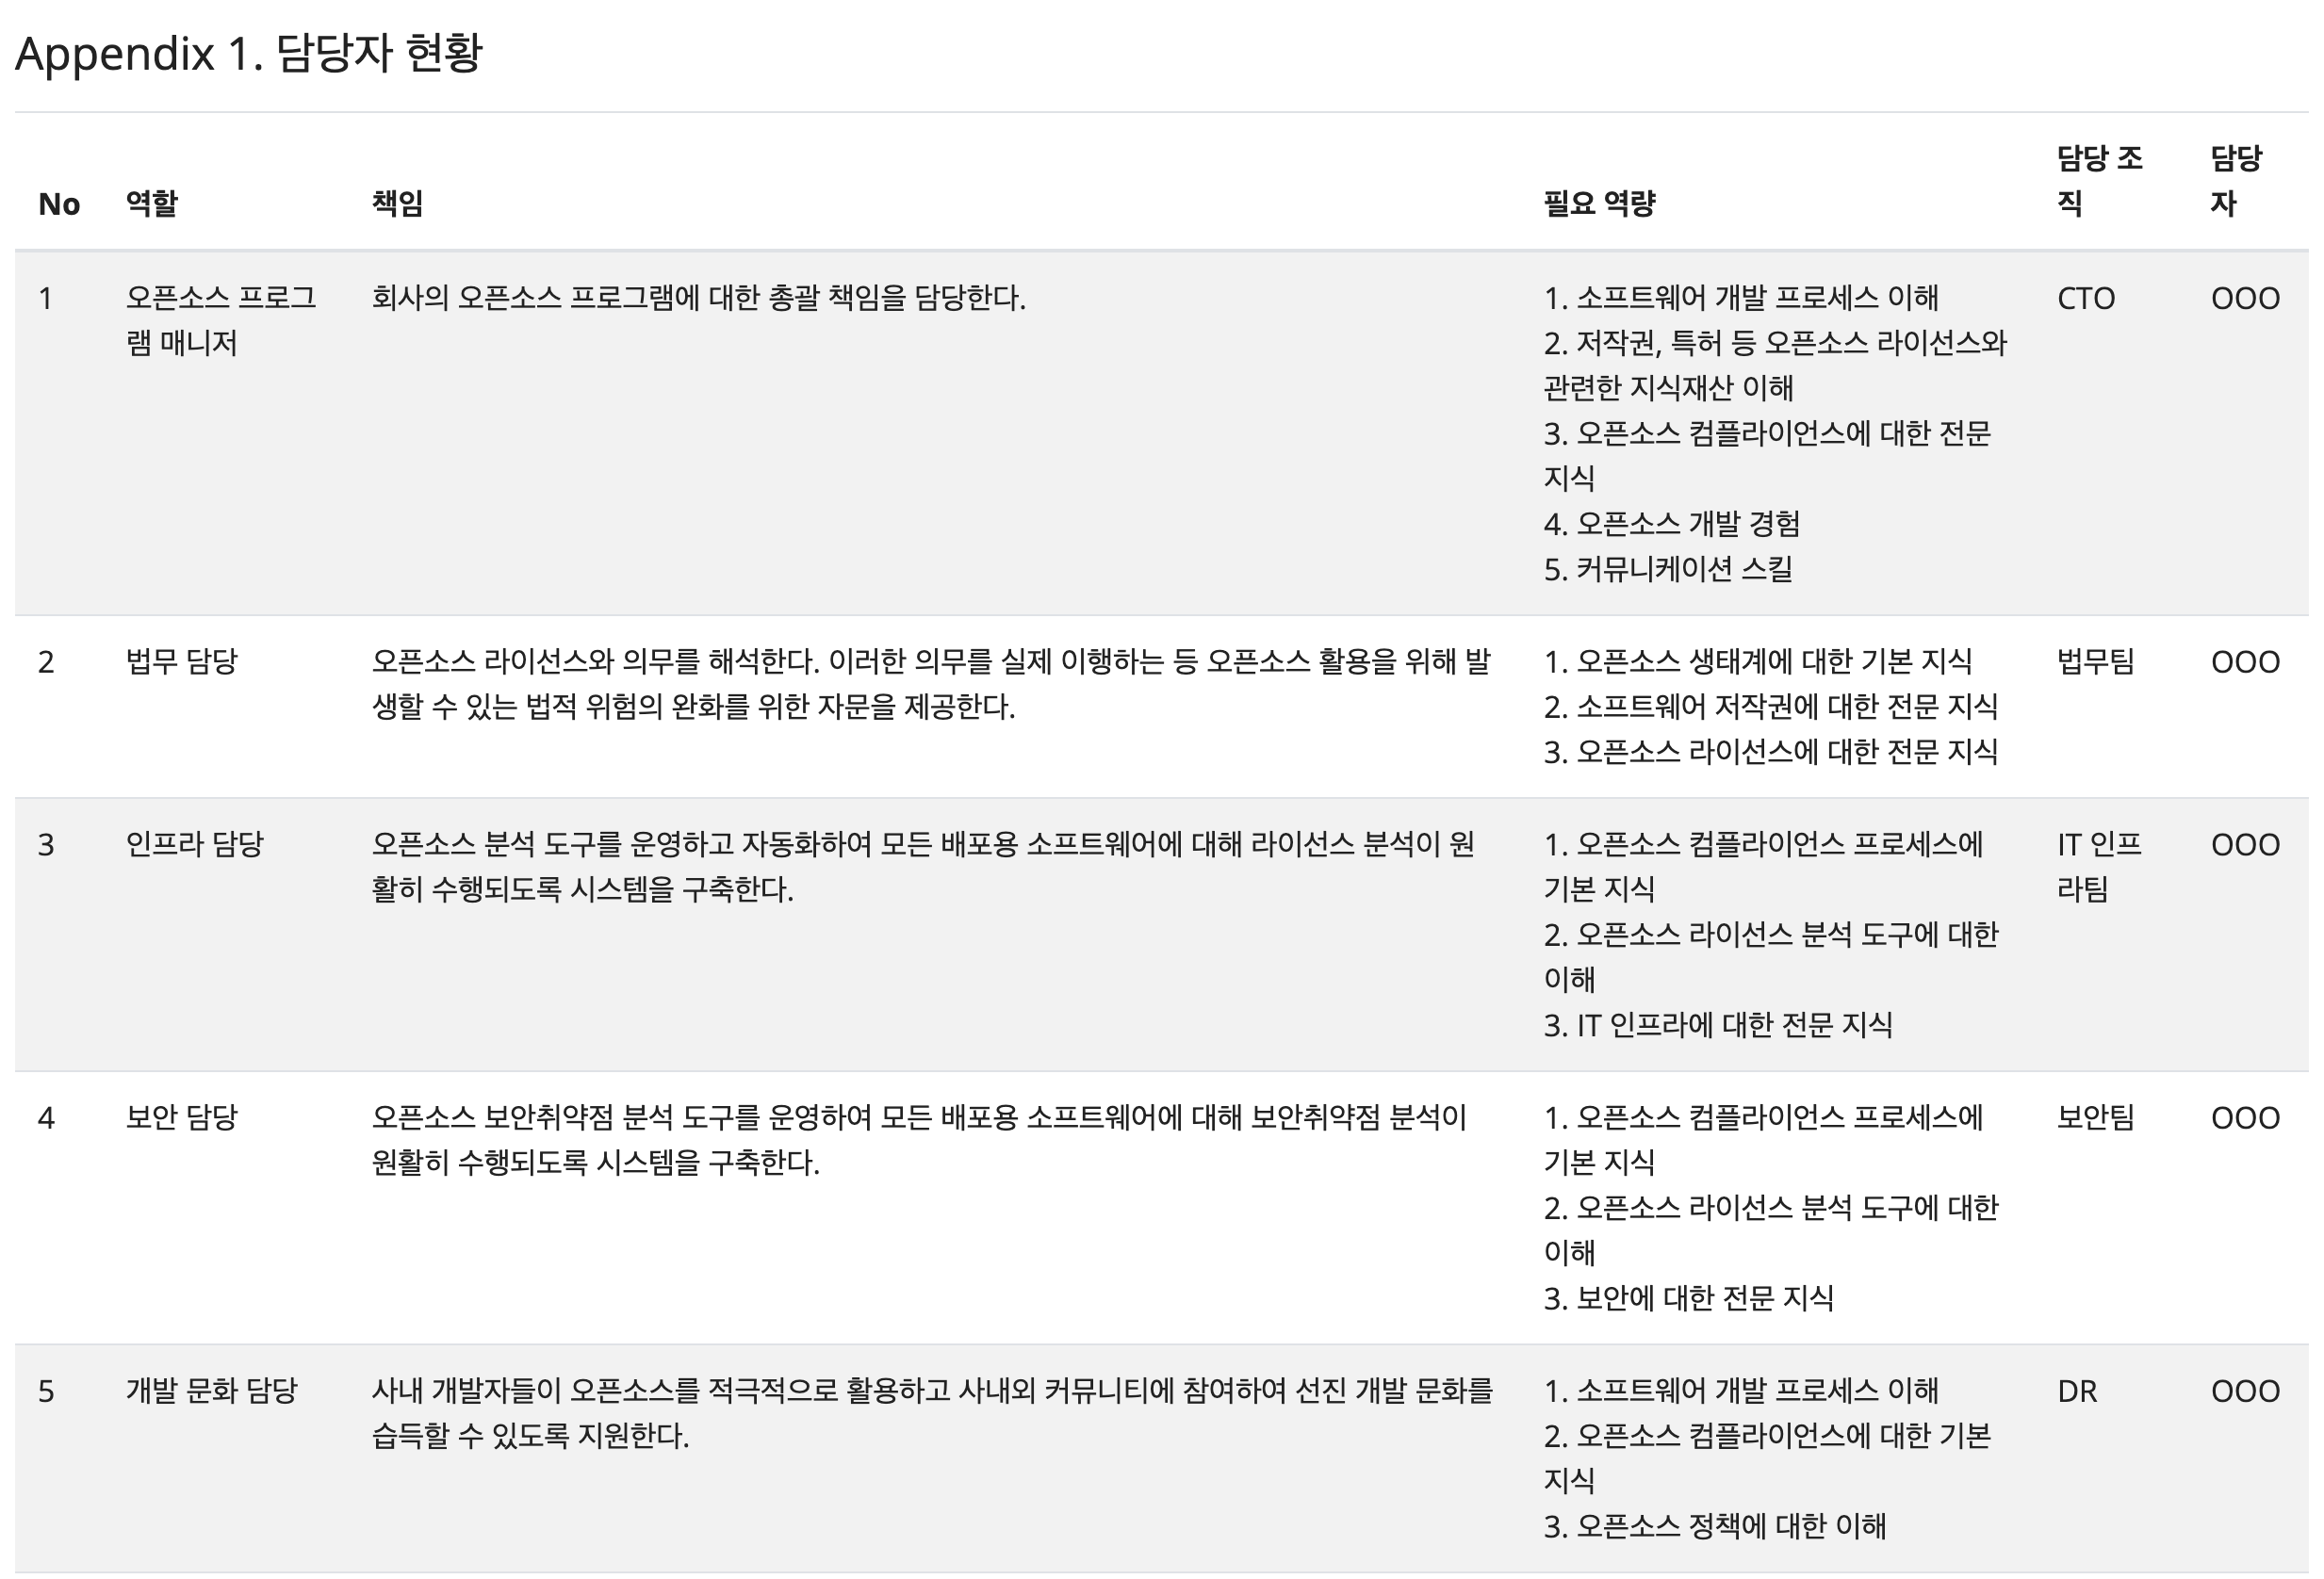 Appendix 1. 담당자 현황
No 역할 책임 필요 역량 담당 조직 담당자
1 오픈소스 프로그 회사의 오픈소스 프로그램에 대한 총괄 책임을 담당한다. 1. 소프트웨어 개발 프로세스 이해 CTO OOO
램 매니저 2. 저작권, 특허 등 오픈소스 라이선스와
관련한 지식재산 이해
3. 오픈소스 컴플라이언스에 대한 전문
지식
4. 오픈소스 개발 경험
5. 커뮤니케이션 스킬
2 법무 담당 오픈소스 라이선스와 의무를 해석한다. 이러한 의무를 실제 이행하는 등 오픈소스 활용을 위해 발 1. 오픈소스 생태계에 대한 기본 지식 법무팀 OOO
생할 수 있는 법적 위험의 완화를 위한 자문을 제공한다. 2. 소프트웨어 저작권에 대한 전문 지식
3. 오픈소스 라이선스에 대한 전문 지식
3 인프라 담당 오픈소스 분석 도구를 운영하고 자동화하여 모든 배포용 소프트웨어에 대해 라이선스 분석이 원 1. 오픈소스 컴플라이언스 프로세스에 IT 인프 OOO
활히 수행되도록 시스템을 구축한다. 기본 지식 라팀
2. 오픈소스 라이선스 분석 도구에 대한
이해
3. IT 인프라에 대한 전문 지식
4 보안 담당 오픈소스 보안취약점 분석 도구를 운영하여 모든 배포용 소프트웨어에 대해 보안취약점 분석이 1. 오픈소스 컴플라이언스 프로세스에 보안팀 OOO
원활히 수행되도록 시스템을 구축한다. 기본 지식
2. 오픈소스 라이선스 분석 도구에 대한
이해
3. 보안에 대한 전문 지식
5 개발 문화 담당 사내 개발자들이 오픈소스를 적극적으로 활용하고 사내외 커뮤니티에 참여하여 선진 개발 문화를 1. 소프트웨어 개발 프로세스 이해 DR OOO
습득할 수 있도록 지원한다. 2. 오픈소스 컴플라이언스에 대한 기본
지식
3. 오픈소스 정책에 대한 이해